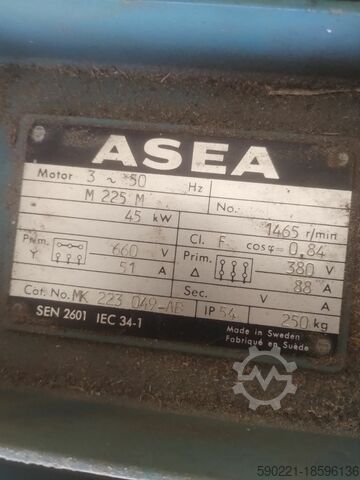 ASEA
Motor 3 ~ 50 Hz
M 225 M No.
45 kW 1465 r/min
Cl. F cosφ 0,84
Prim. Y 660 V Prim. Δ 380 V
51 A 88 A
Sec. V A
Cat. No. MK 223 049-AB IP 54 250 kg
SEN 2601 IEC 34-1
Made in Sweden
Fabriqué en Suède
590221-18596136